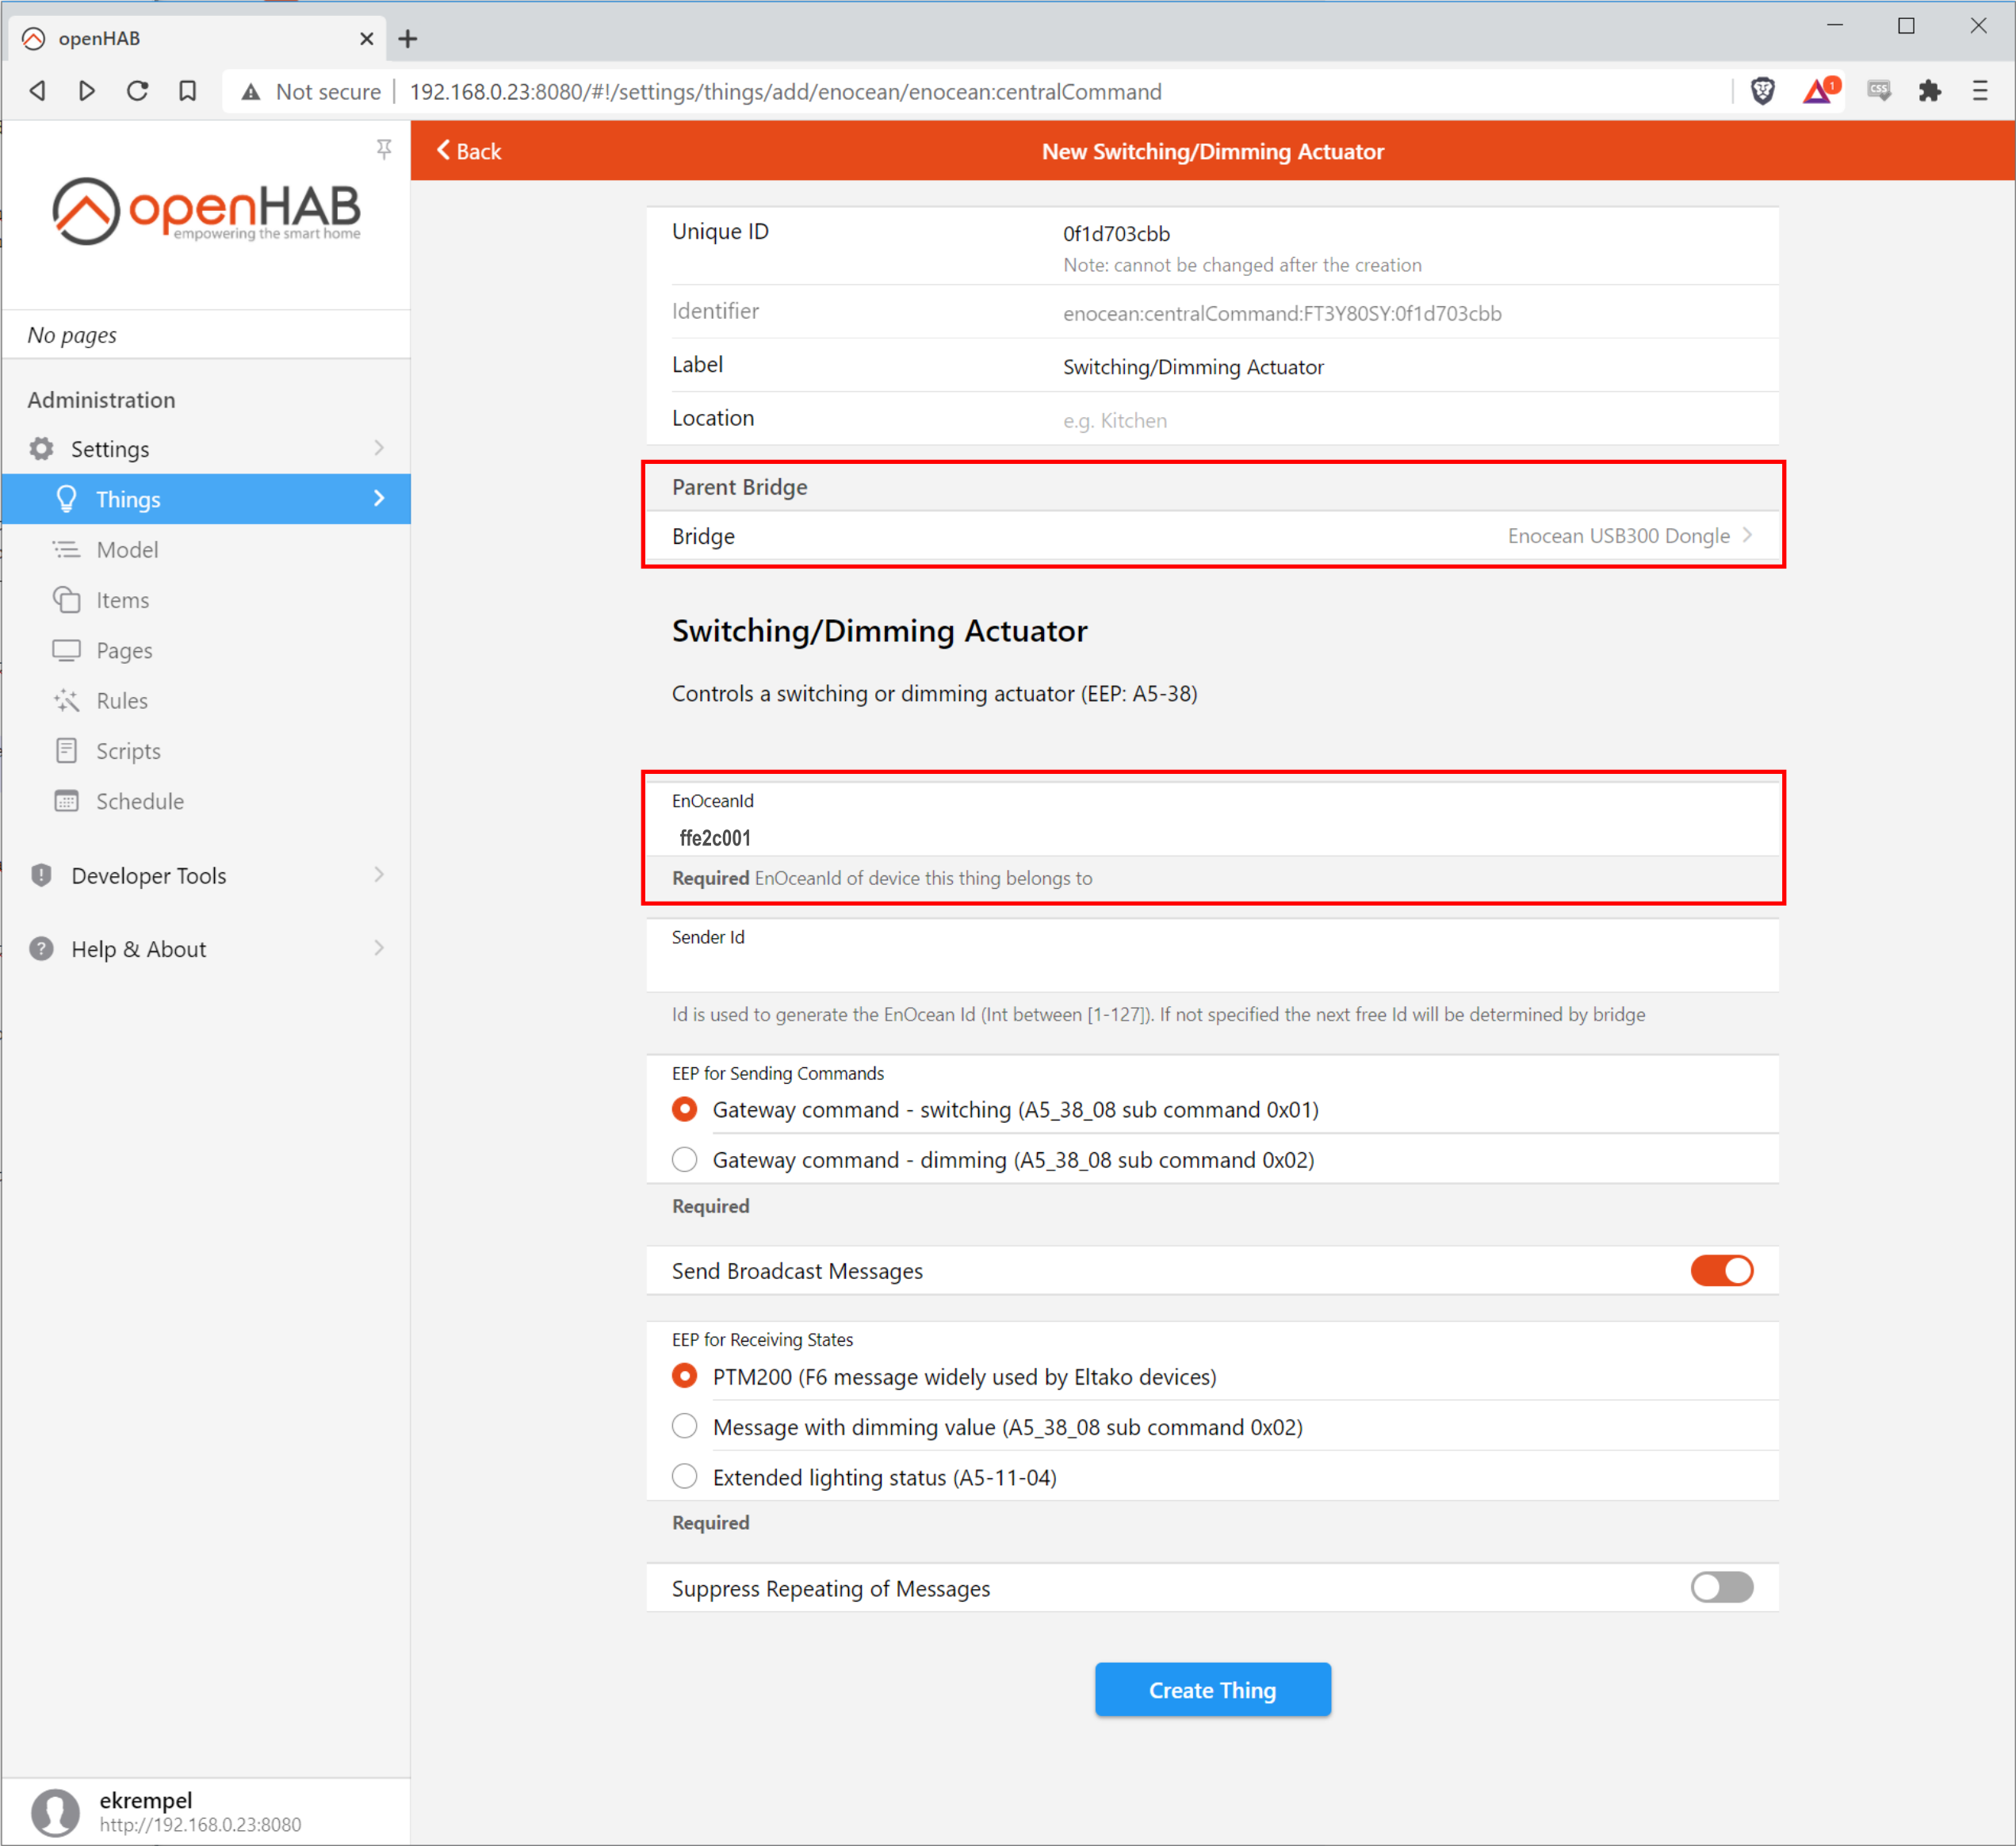 openHAB
Not secure
192.168.0.23:8080/#!/settings/things/add/enocean/enocean:centralCommand
1
CSS
openHAB
empowering the smart home
No pages
Administration
Settings
Things
Model
Items
Pages
Rules
Scripts
Schedule
Developer Tools
Help & About
ekrempel
http://192.168.0.23:8080
Back
New Switching/Dimming Actuator
Unique ID
0f1d703cbb
Note: cannot be changed after the creation
Identifier
enocean:centralCommand:FT3Y80SY:0f1d703cbb
Label
Switching/Dimming Actuator
Location
e.g. Kitchen
Parent Bridge
Bridge
Enocean USB300 Dongle
Switching/Dimming Actuator
Controls a switching or dimming actuator (EEP: A5-38)
EnOceanId
ffe2c001
Required EnOceanId of device this thing belongs to
Sender Id
Id is used to generate the EnOcean Id (Int between [1-127]). If not specified the next free Id will be determined by bridge
EEP for Sending Commands
Gateway command - switching (A5_38_08 sub command 0x01)
Gateway command - dimming (A5_38_08 sub command 0x02)
Required
Send Broadcast Messages
EEP for Receiving States
PTM200 (F6 message widely used by Eltako devices)
Message with dimming value (A5_38_08 sub command 0x02)
Extended lighting status (A5-11-04)
Required
Suppress Repeating of Messages
Create Thing